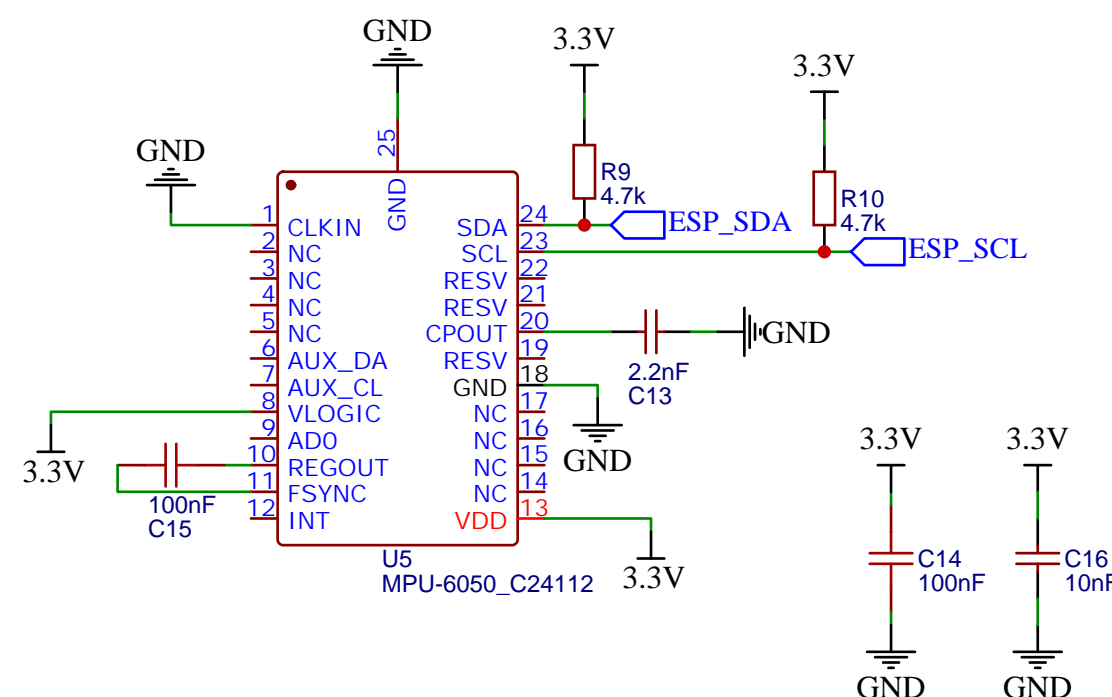 GND
3.3V
3.3V
GND
25
GND
R9
4.7k
R10
4.7k
1 CLKIN
2 NC
3 NC
4 NC
5 NC
6 AUX_DA
7 AUX_CL
8 VLOGIC
9 AD0
10 REGOUT
11 FSYNC
12 INT
SDA 24
SCL 23
RESV 22
RESV 21
CPOUT 20
RESV 19
GND 18
NC 17
NC 16
NC 15
NC 14
VDD 13
ESP_SDA
ESP_SCL
GND
2.2nF
C13
GND
3.3V
100nF
C15
U5
MPU-6050_C24112
3.3V
3.3V
3.3V
C14
100nF
C16
10nF
GND
GND